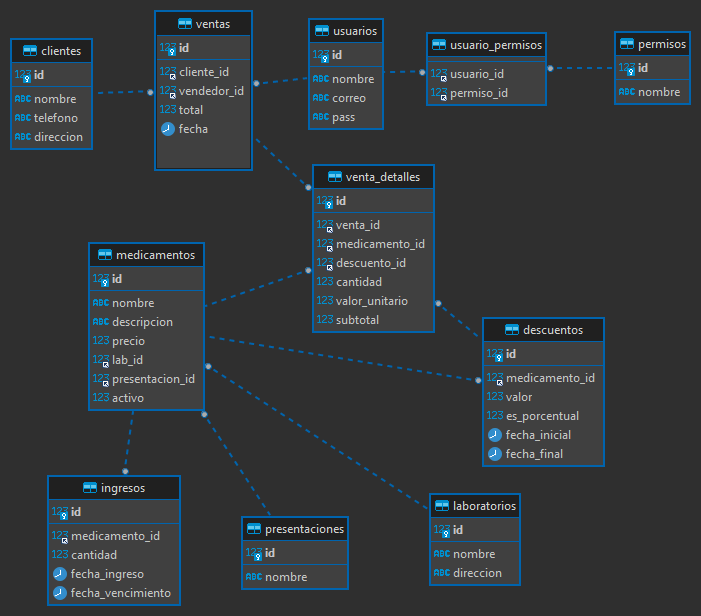 clientes
123 id
ABC nombre
ABC telefono
ABC direccion
ventas
123 id
123 cliente_id
123 vendedor_id
123 total
fecha
usuarios
123 id
ABC nombre
ABC correo
ABC pass
usuario_permisos
123 usuario_id
123 permiso_id
permisos
123 id
ABC nombre
venta_detalles
123 id
123 venta_id
123 medicamento_id
123 descuento_id
123 cantidad
123 valor_unitario
123 subtotal
medicamentos
123 id
ABC nombre
ABC descripcion
123 precio
123 lab_id
123 presentacion_id
123 activo
descuentos
123 id
123 medicamento_id
123 valor
123 es_porcentual
fecha_inicial
fecha_final
ingresos
123 id
123 medicamento_id
123 cantidad
fecha_ingreso
fecha_vencimiento
presentaciones
123 id
ABC nombre
laboratorios
123 id
ABC nombre
ABC direccion